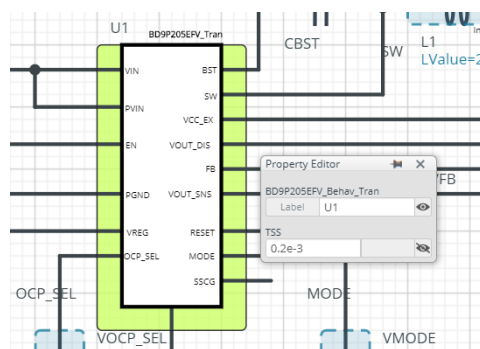 U1
BD9P205EFV_Tran
CBST
SW
L1
LValue=2
VIN
BST
PVIN
SW
VCC_EX
EN
VOUT_DIS
FB
PGND
VOUT_SNS
VREG
RESET
OCP_SEL
MODE
SSCG
Property Editor
BD9P205EFV_Behav_Tran
Label
U1
TSS
0.2e-3
VFB
OCP_SEL
MODE
VOCP_SEL
VMODE